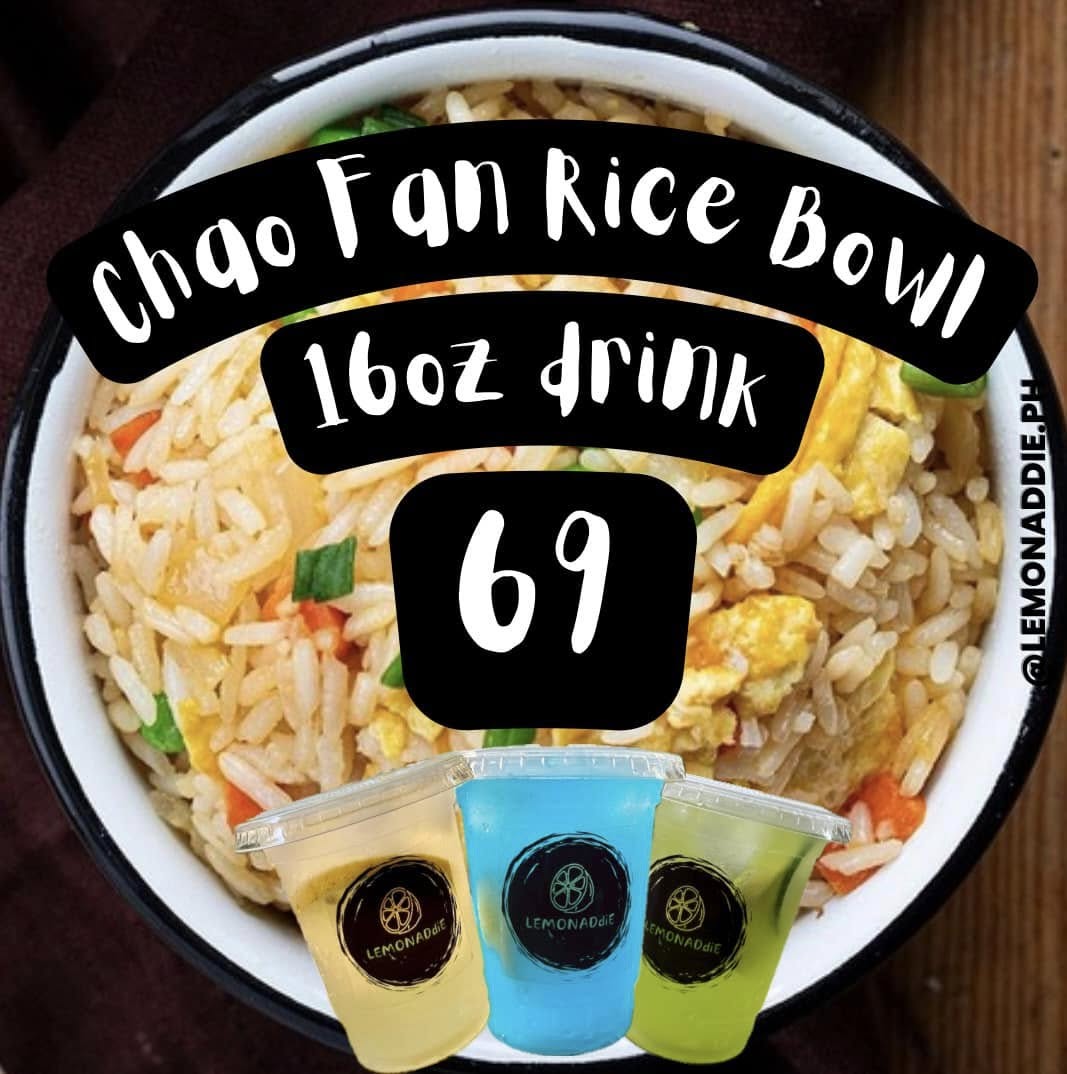 Chao Fan Rice Bowl
16oz drink
69
@LEMONADDIE.PH
LEMONADdiE
LEMONADdiE
LEMONADdiE